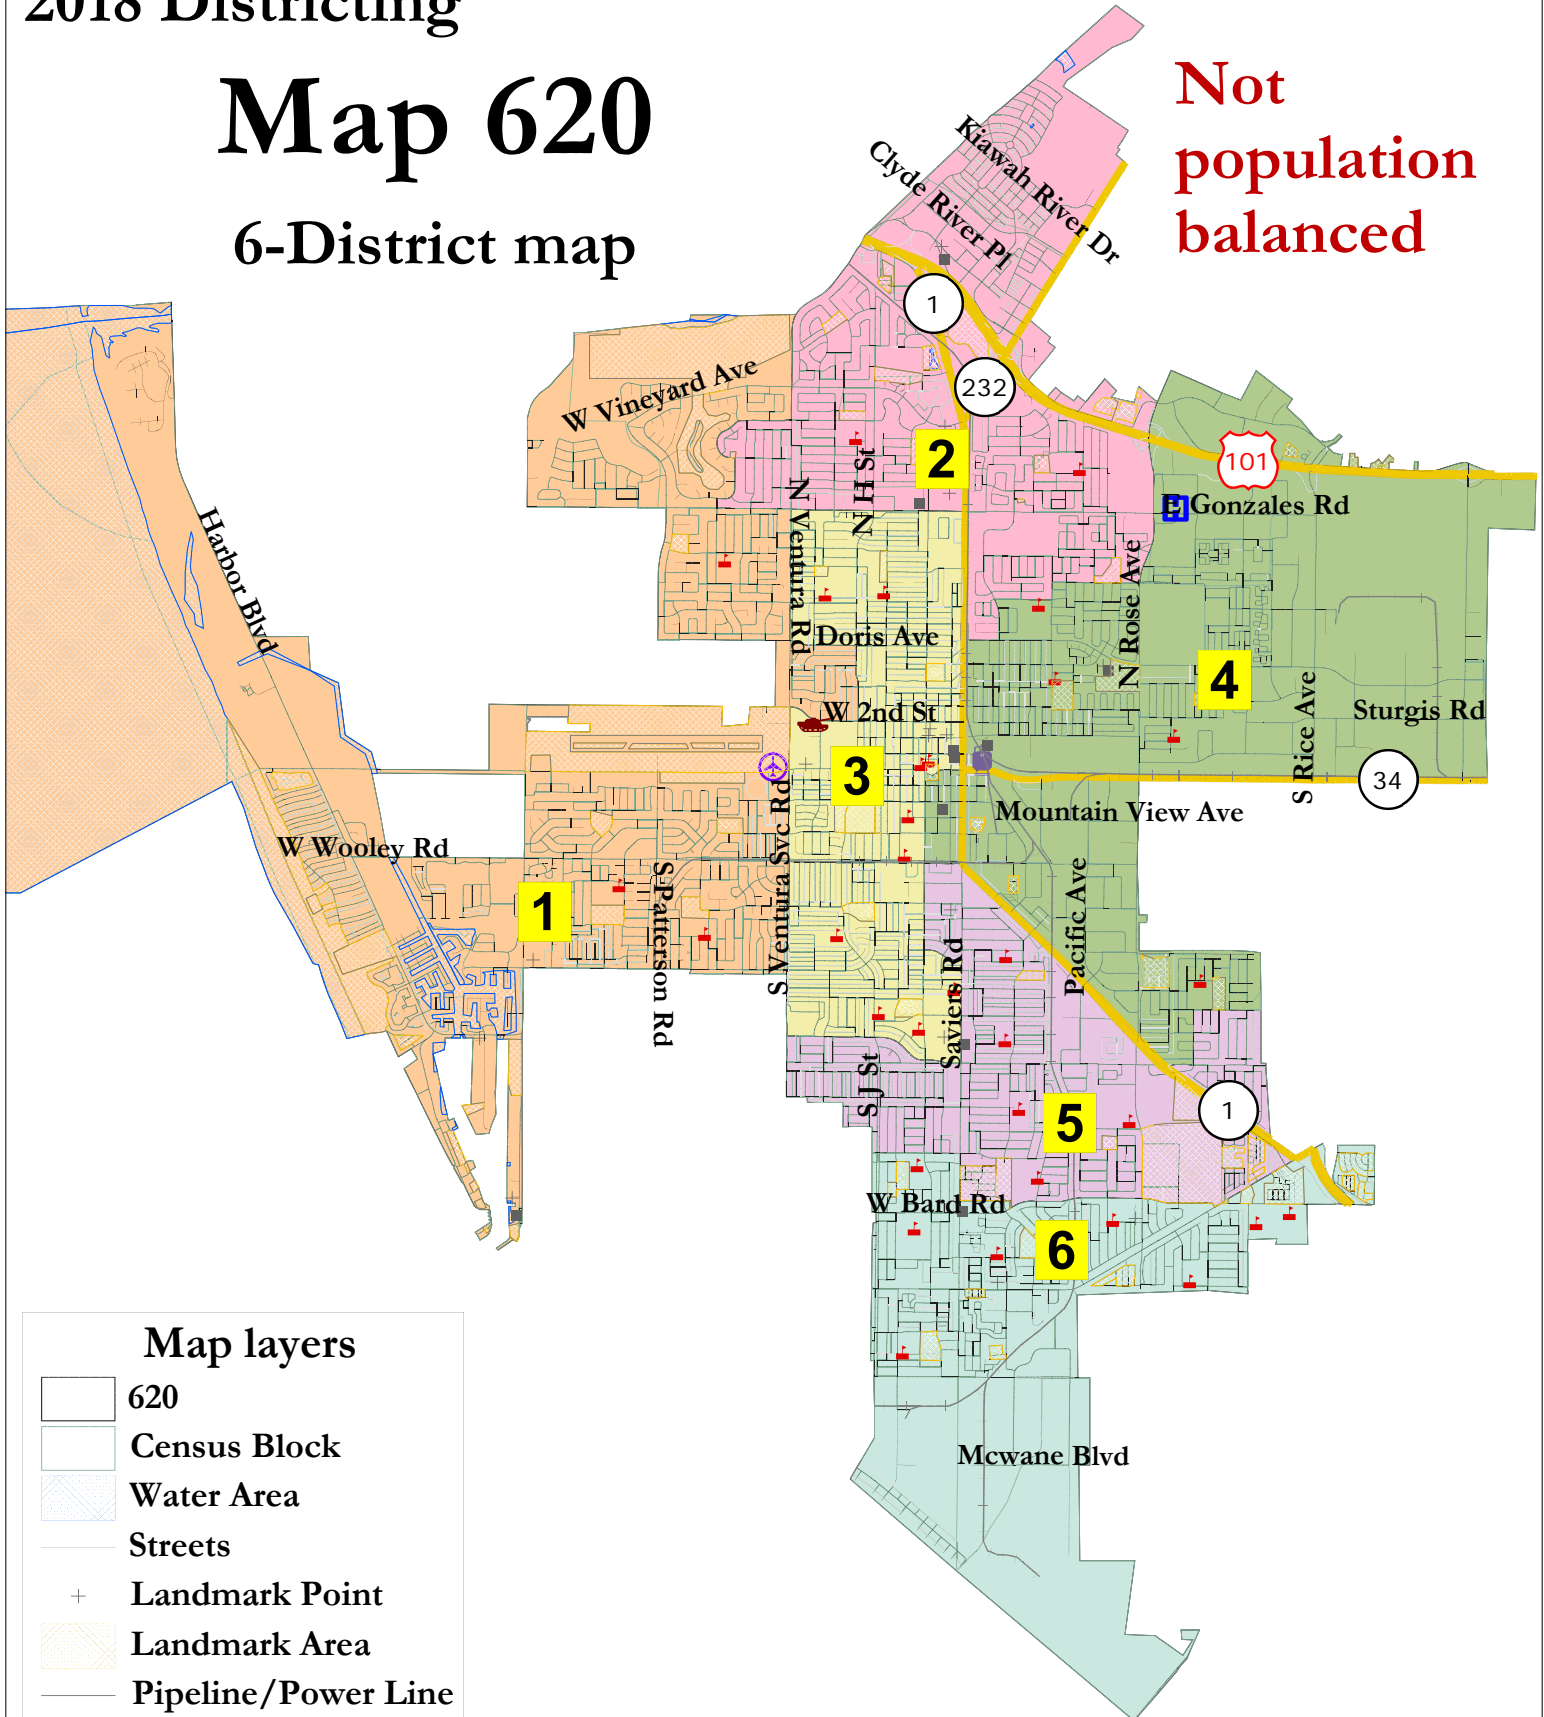 2018 Districting
Map 620
6-District map
Not
population
balanced
Kiawah River Dr
Clyde River Pl
1
232
W Vineyard Ave
2
101
N H St
N Ventura Rd
E Gonzales Rd
H
Harbor Blvd
N Rose Ave
Doris Ave
4
W 2nd St
S Rice Ave
Sturgis Rd
3
34
Mountain View Ave
S Ventura Svc Rd
W Wooley Rd
1
S Patterson Rd
Pacific Ave
Saviers Rd
S J St
5
1
W Bard Rd
6
Mcwane Blvd
Map layers
620
Census Block
Water Area
Streets
Landmark Point
Landmark Area
Pipeline/Power Line